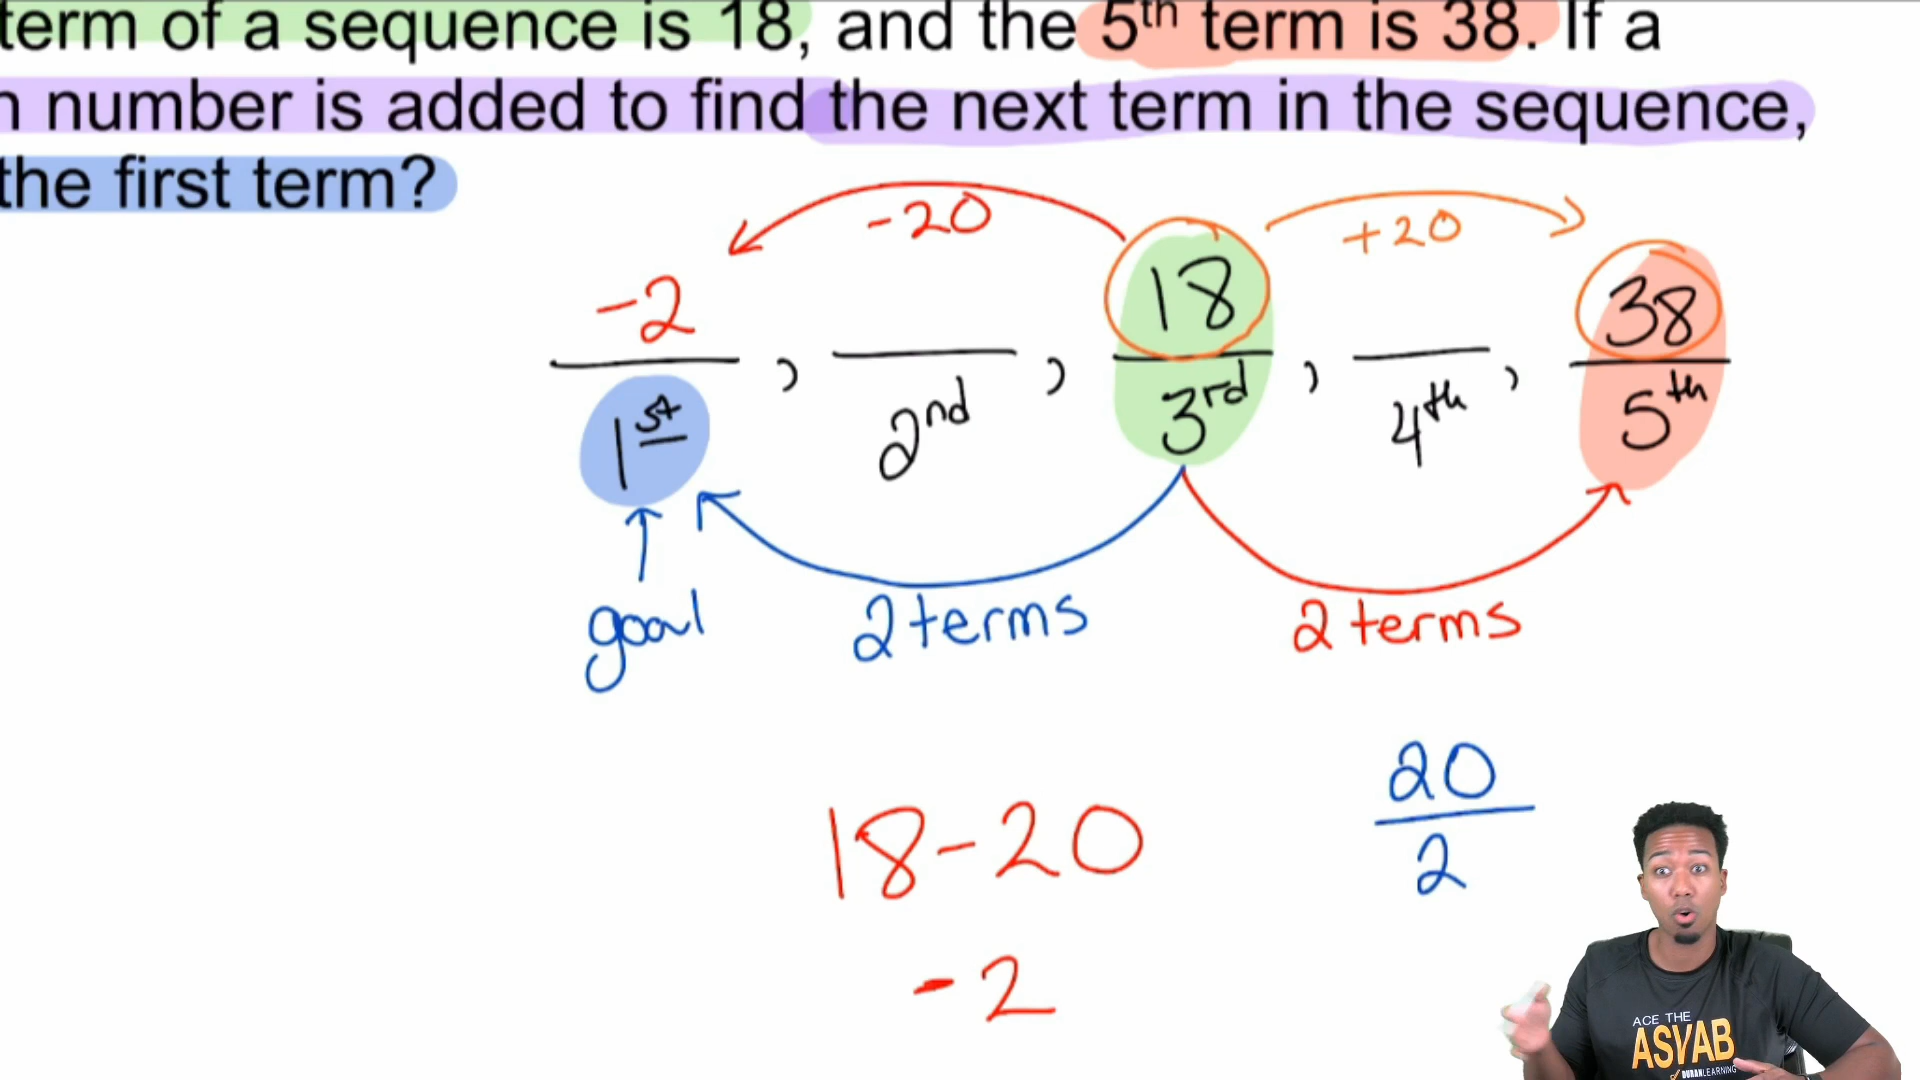 term of a sequence is 18, and the 5th term is 38. If a
n number is added to find the next term in the sequence,
the first term?
-20
+20
-2 , , 18 , , 38
1st 2nd 3rd 4th 5th
goal 2 terms 2 terms
20
2
18-20
-2
ACE THE
ASVAB
DURANLEARNING